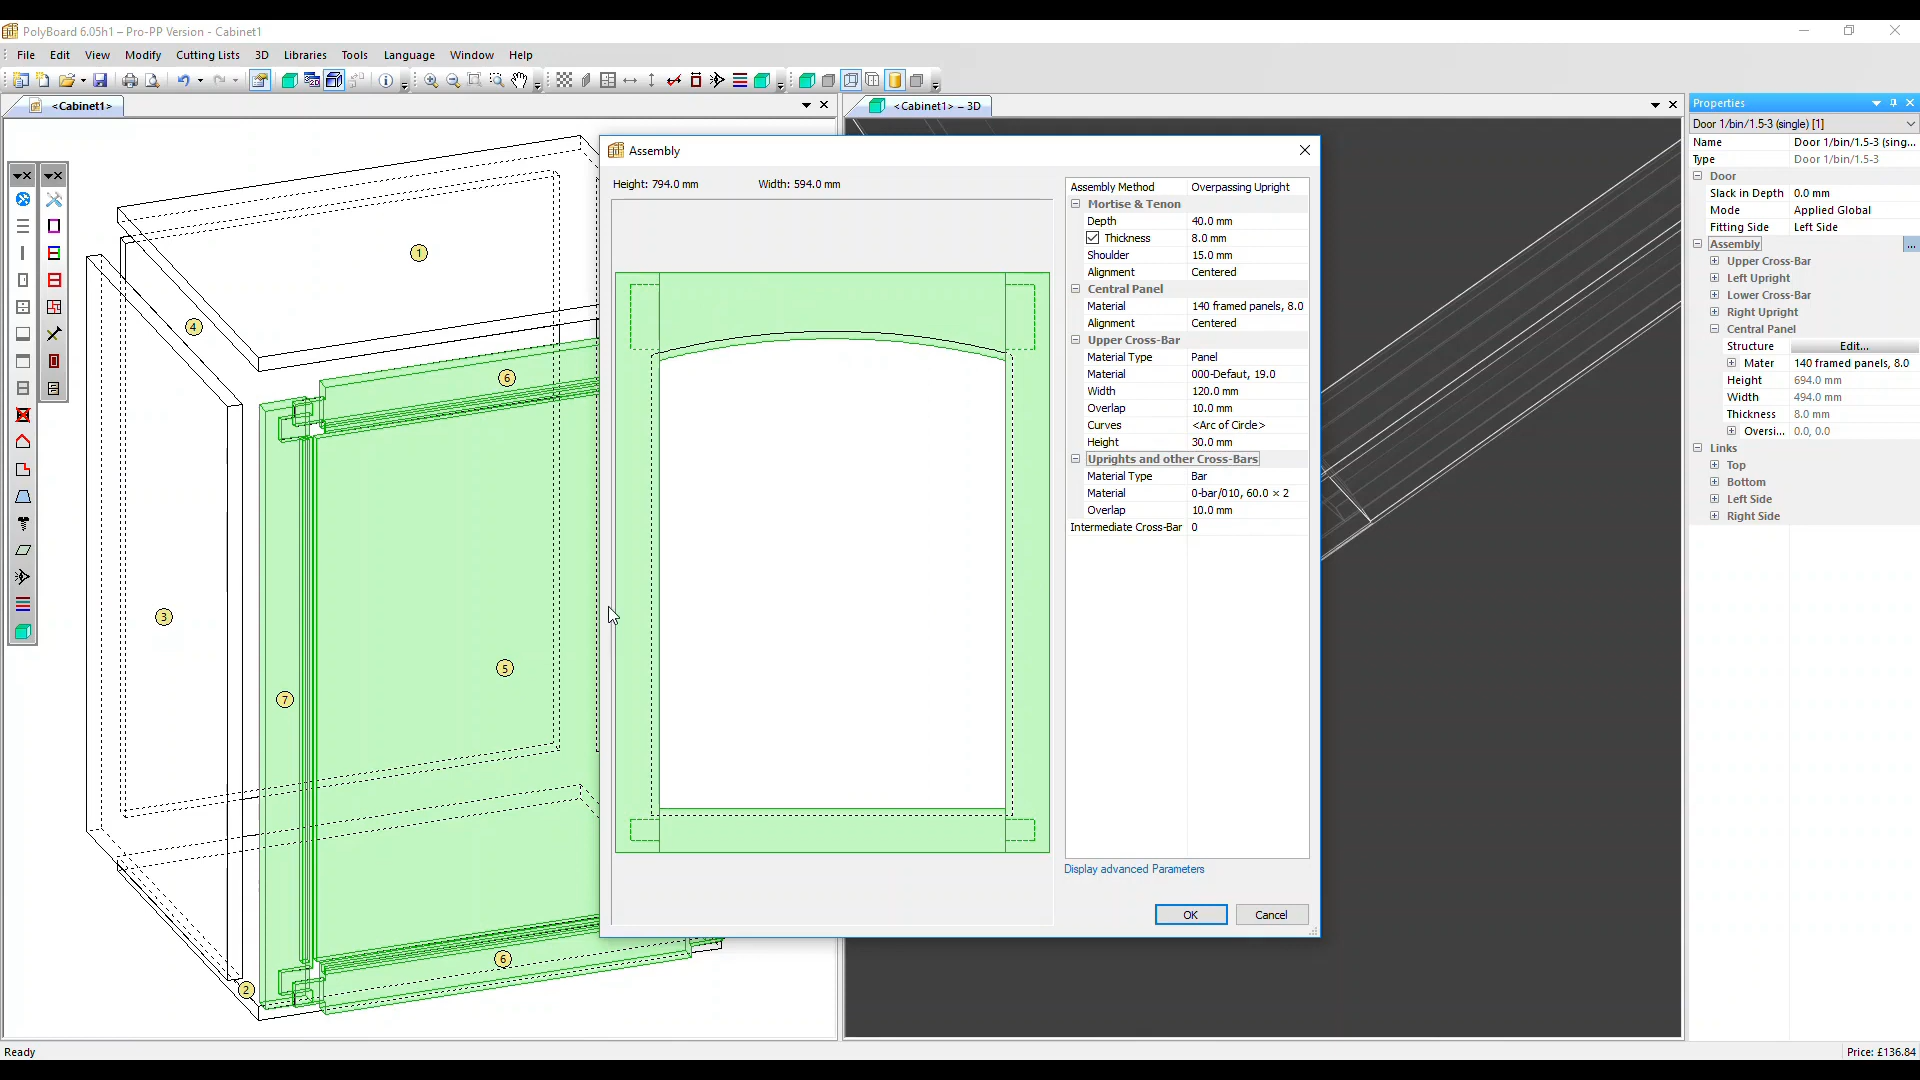 PolyBoard 6.05h1 – Pro-PP Version - Cabinet1
File Edit View Modify Cutting Lists 3D Libraries Tools Language Window Help
<Cabinet1>
<Cabinet1> – 3D
Properties
Door 1/bin/1.5-3 (single) [1]
Name Door 1/bin/1.5-3 (sing...
Type Door 1/bin/1.5-3
Door
Slack in Depth 0.0 mm
Mode Applied Global
Fitting Side Left Side
Assembly ...
Upper Cross-Bar
Left Upright
Lower Cross-Bar
Right Upright
Central Panel
Structure Edit...
Mater 140 framed panels, 8.0
Height 694.0 mm
Width 494.0 mm
Thickness 8.0 mm
Oversi... 0.0, 0.0
Links
Top
Bottom
Left Side
Right Side
1
4
6
3
5
7
6
2
Assembly
Height: 794.0 mm Width: 594.0 mm
Assembly Method Overpassing Upright
Mortise & Tenon
Depth 40.0 mm
Thickness 8.0 mm
Shoulder 15.0 mm
Alignment Centered
Central Panel
Material 140 framed panels, 8.0
Alignment Centered
Upper Cross-Bar
Material Type Panel
Material 000-Defaut, 19.0
Width 120.0 mm
Overlap 10.0 mm
Curves <Arc of Circle>
Height 30.0 mm
Uprights and other Cross-Bars
Material Type Bar
Material 0-bar/010, 60.0 × 2
Overlap 10.0 mm
Intermediate Cross-Bar 0
Display advanced Parameters
OK Cancel
Ready
Price: £136.84